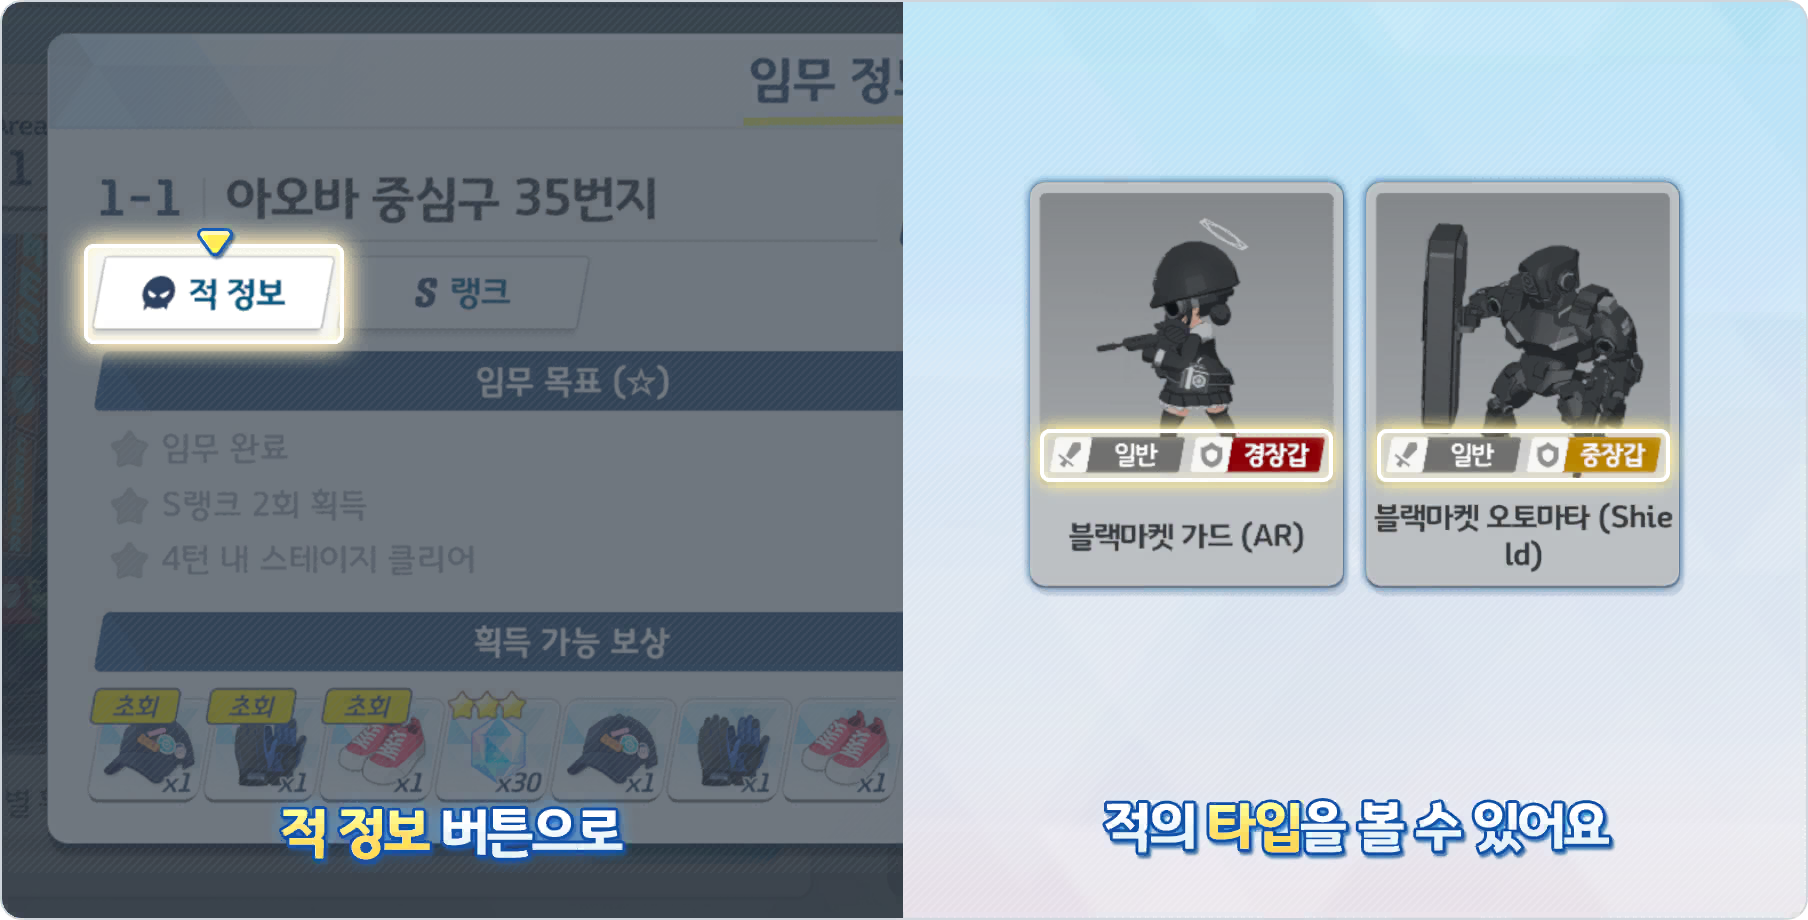 Area
1
임무 정보
1-1 아오바 중심구 35번지
적 정보
S 랭크
임무 목표 (☆)
임무 완료
S랭크 2회 획득
4턴 내 스테이지 클리어
획득 가능 보상
초회 초회 초회
x1 x1 x1 x30 x1 x1 x1
적 정보 버튼으로
일반 경장갑
블랙마켓 가드 (AR)
일반 중장갑
블랙마켓 오토마타 (Shie
ld)
적의 타입을 볼 수 있어요